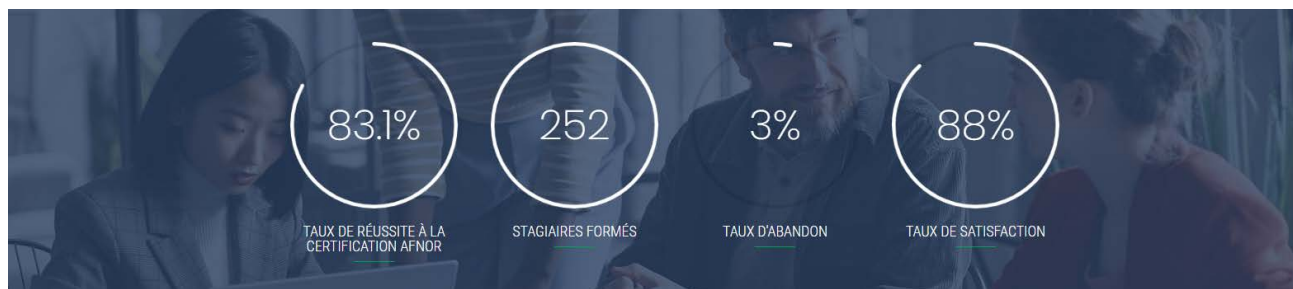 83.1%
252
3%
88%
TAUX DE RÉUSSITE À LA
CERTIFICATION AFNOR
STAGIAIRES FORMÉS
TAUX D'ABANDON
TAUX DE SATISFACTION